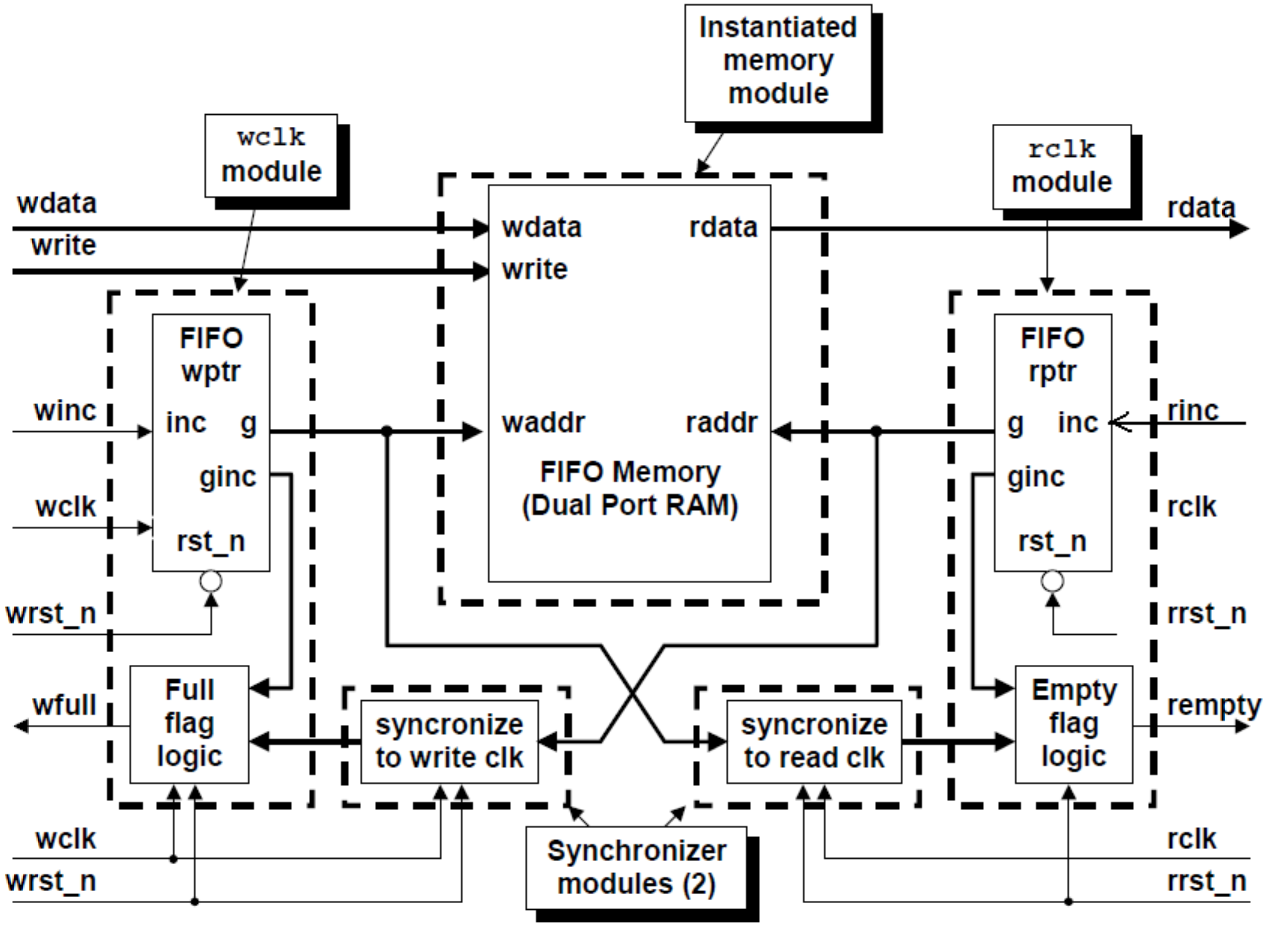 Instantiated
memory
module
wclk
module
rclk
module
wdata
write
wdata
write
rdata
rdata
FIFO
wptr
FIFO
rptr
winc
inc
g
waddr
raddr
g
inc
rinc
ginc
FIFO Memory
(Dual Port RAM)
ginc
wclk
rclk
rst_n
rst_n
wrst_n
rrst_n
wfull
Full
flag
logic
syncronize
to write clk
syncronize
to read clk
Empty
flag
logic
rempty
wclk
wrst_n
Synchronizer
modules (2)
rclk
rrst_n